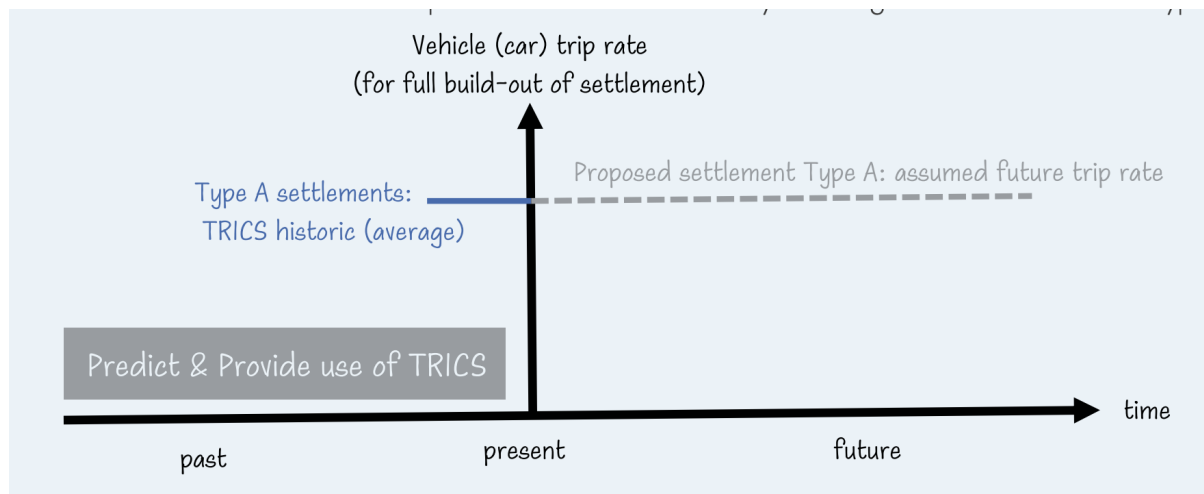 Vehicle (car) trip rate
(for full build-out of settlement)
Proposed settlement Type A: assumed future trip rate
Type A settlements:
TRICS historic (average)
Predict & Provide use of TRICS
time
past
present
future